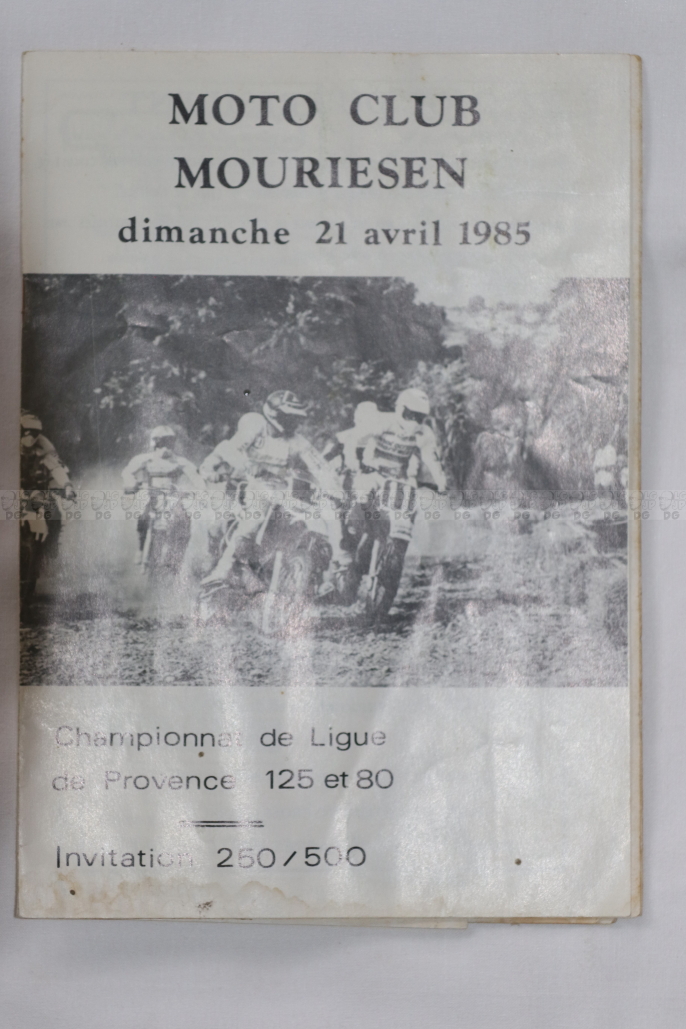 MOTO CLUB
MOURIESEN
dimanche 21 avril 1985
Championnat de Ligue
de Provence 125 et 80
Invitation 250/500